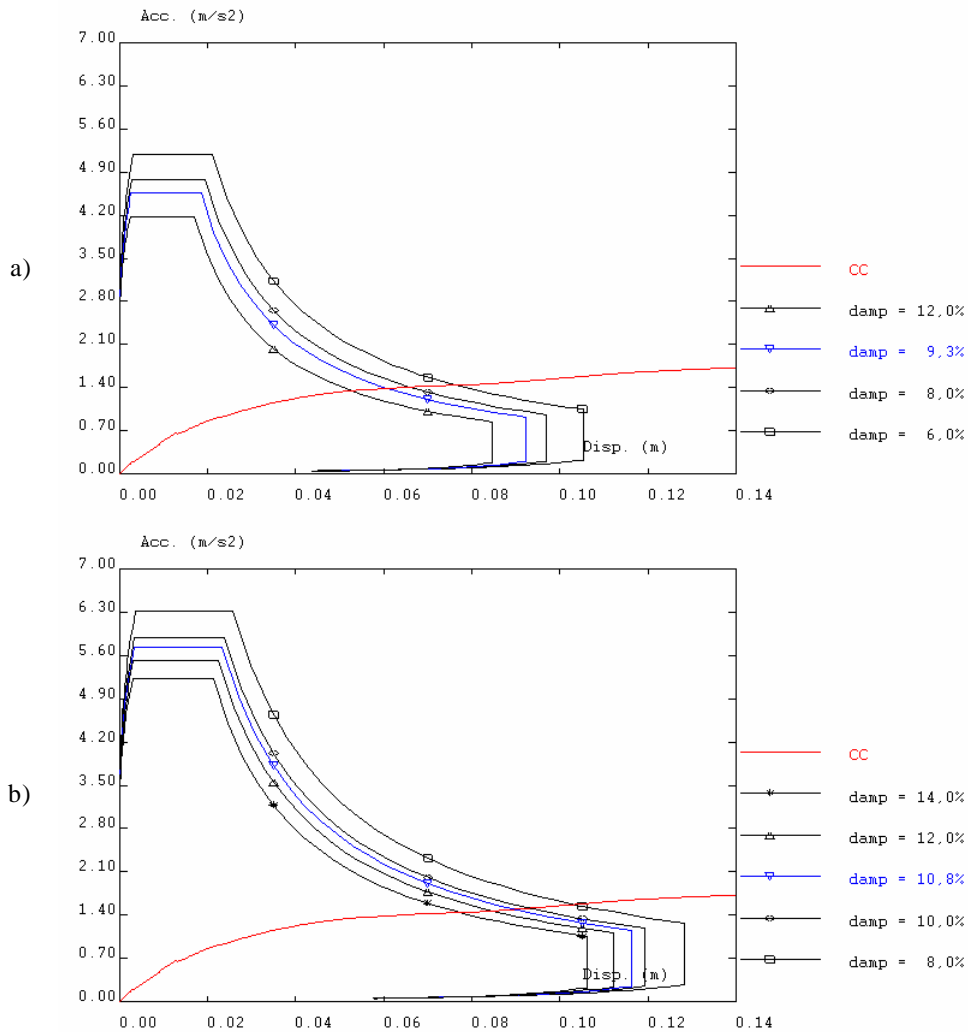 Acc. (m/s2)
7.00
6.30
5.60
4.90
4.20
a)
3.50
CC
2.80
damp = 12,0%
2.10
damp = 9,3%
1.40
damp = 8,0%
0.70
Disp. (m)
damp = 6,0%
0.00
0.00 0.02 0.04 0.06 0.08 0.10 0.12 0.14
Acc. (m/s2)
7.00
6.30
5.60
4.90
4.20
CC
3.50
b)
damp = 14,0%
2.80
damp = 12,0%
2.10
damp = 10,8%
1.40
damp = 10,0%
0.70
Disp. (m)
damp = 8,0%
0.00
0.00 0.02 0.04 0.06 0.08 0.10 0.12 0.14